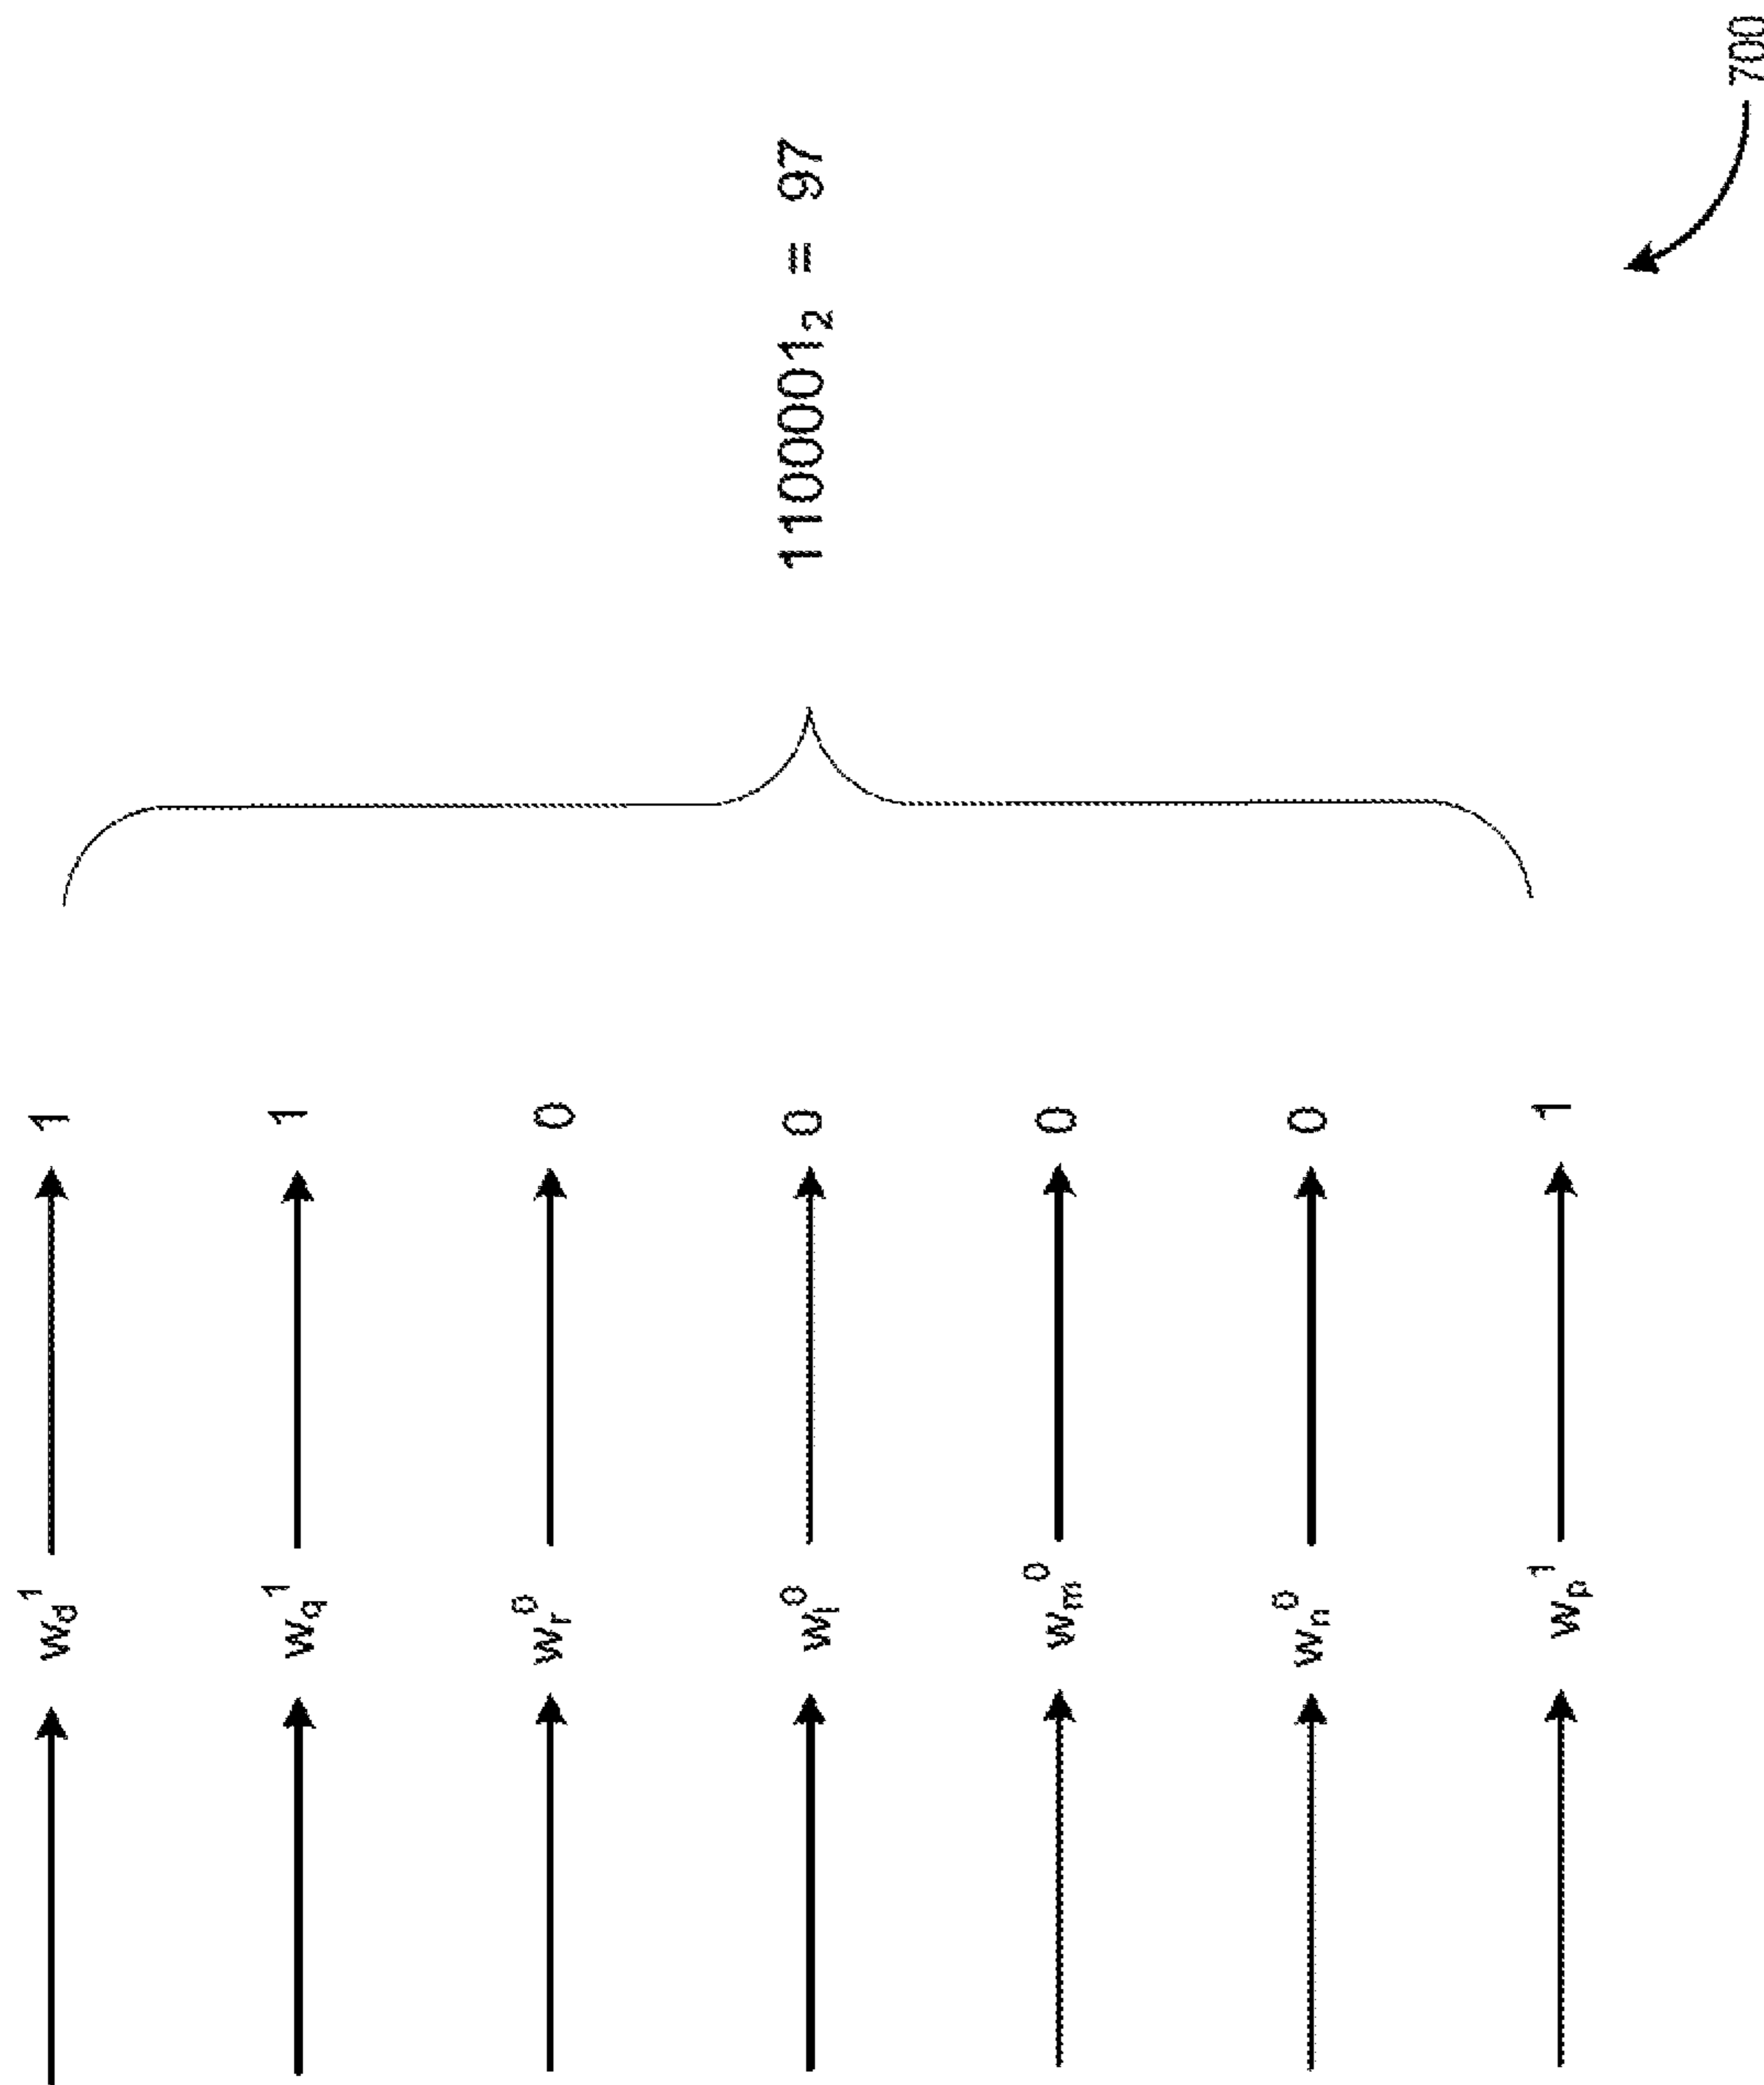 w_d^1 1
w_q^1 1
w_r^0 0
w_l^0 0
1100001₂ = 97
w_m^0 0
w_n^0 0
w_p^1 1
700